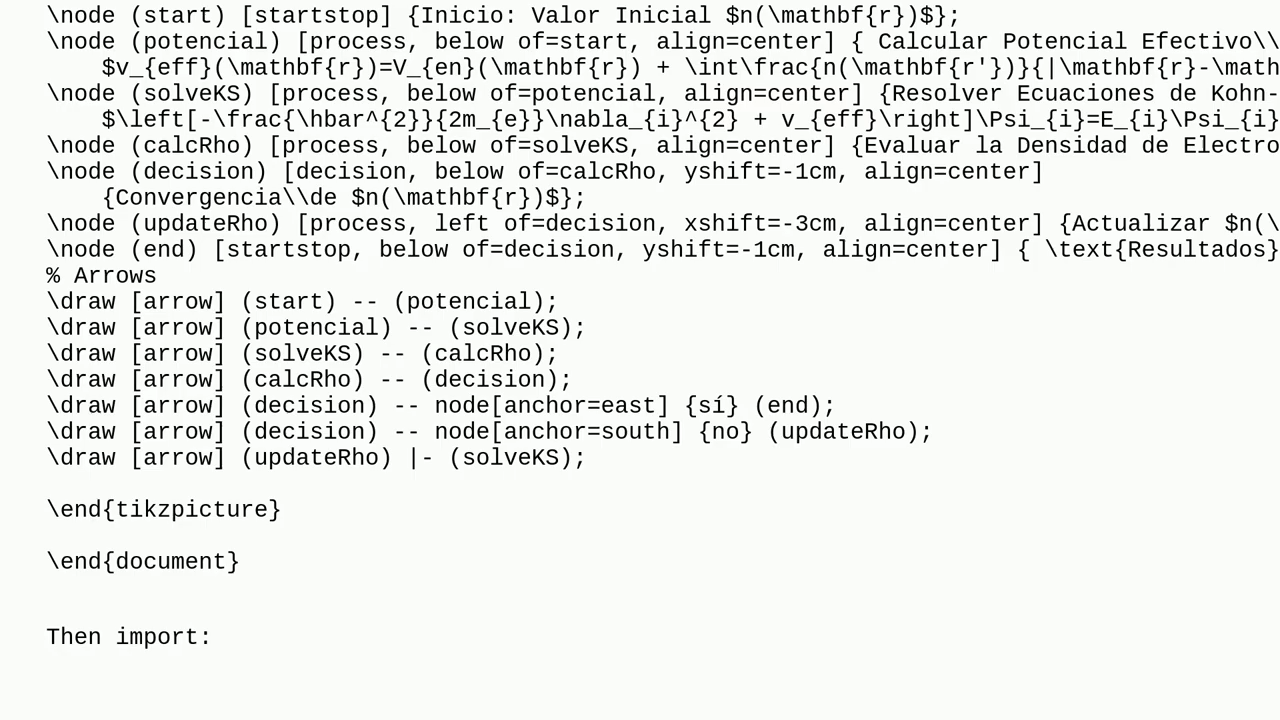 \node (start) [startstop] {Inicio: Valor Inicial $n(\mathbf{r})$};
\node (potencial) [process, below of=start, align=center] { Calcular Potencial Efectivo\\
$v_{eff}(\mathbf{r})=V_{en}(\mathbf{r}) + \int\frac{n(\mathbf{r'})}{|\mathbf{r}-\math
\node (solveKS) [process, below of=potencial, align=center] {Resolver Ecuaciones de Kohn-
$\left[-\frac{\hbar^{2}}{2m_{e}}\nabla_{i}^{2} + v_{eff}\right]\Psi_{i}=E_{i}\Psi_{i}
\node (calcRho) [process, below of=solveKS, align=center] {Evaluar la Densidad de Electro
\node (decision) [decision, below of=calcRho, yshift=-1cm, align=center]
{Convergencia\\de $n(\mathbf{r})$};
\node (updateRho) [process, left of=decision, xshift=-3cm, align=center] {Actualizar $n(\
\node (end) [startstop, below of=decision, yshift=-1cm, align=center] { \text{Resultados}
% Arrows
\draw [arrow] (start) -- (potencial);
\draw [arrow] (potencial) -- (solveKS);
\draw [arrow] (solveKS) -- (calcRho);
\draw [arrow] (calcRho) -- (decision);
\draw [arrow] (decision) -- node[anchor=east] {sí} (end);
\draw [arrow] (decision) -- node[anchor=south] {no} (updateRho);
\draw [arrow] (updateRho) |- (solveKS);
\end{tikzpicture}
\end{document}
Then import: